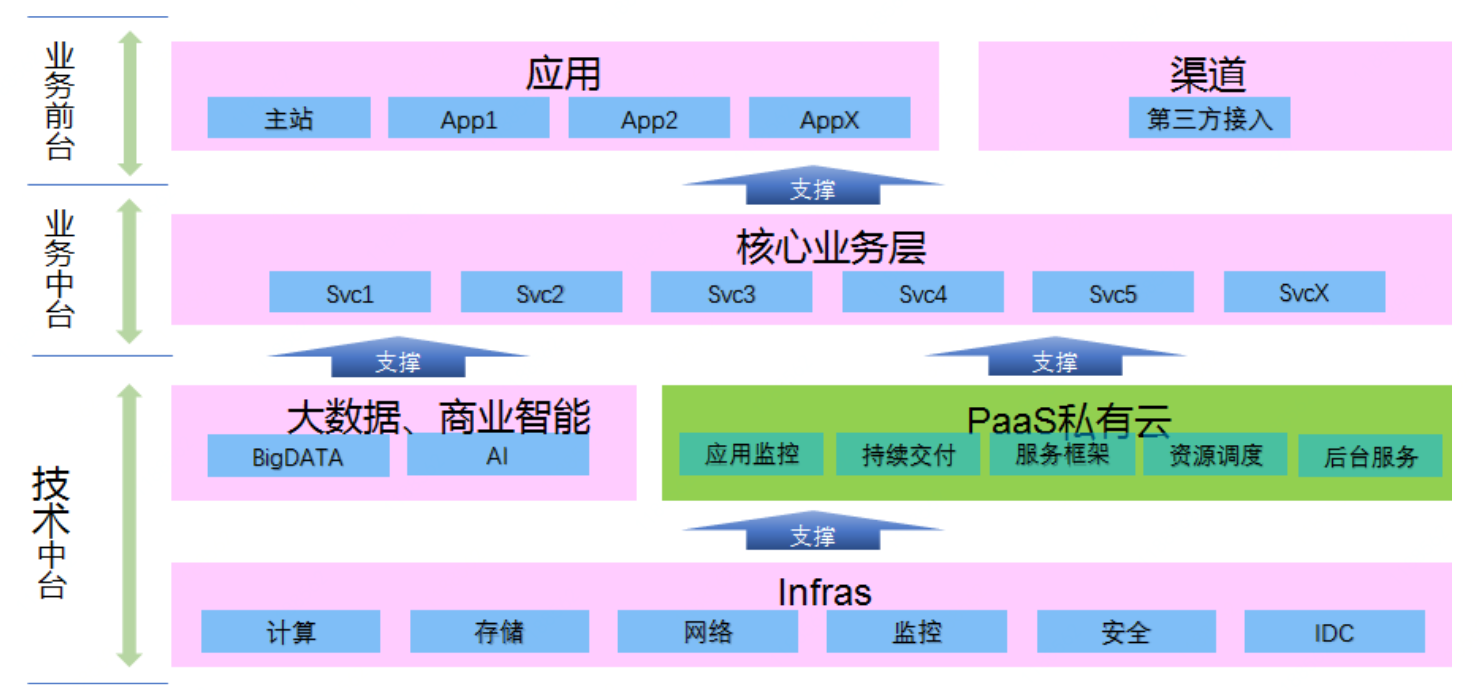 业务前台
应用
主站
App1
App2
AppX
渠道
第三方接入
支撑
业务中台
核心业务层
Svc1
Svc2
Svc3
Svc4
Svc5
SvcX
支撑
支撑
技术中台
大数据、商业智能
BigDATA
AI
PaaS私有云
应用监控
持续交付
服务框架
资源调度
后台服务
支撑
Infras
计算
存储
网络
监控
安全
IDC